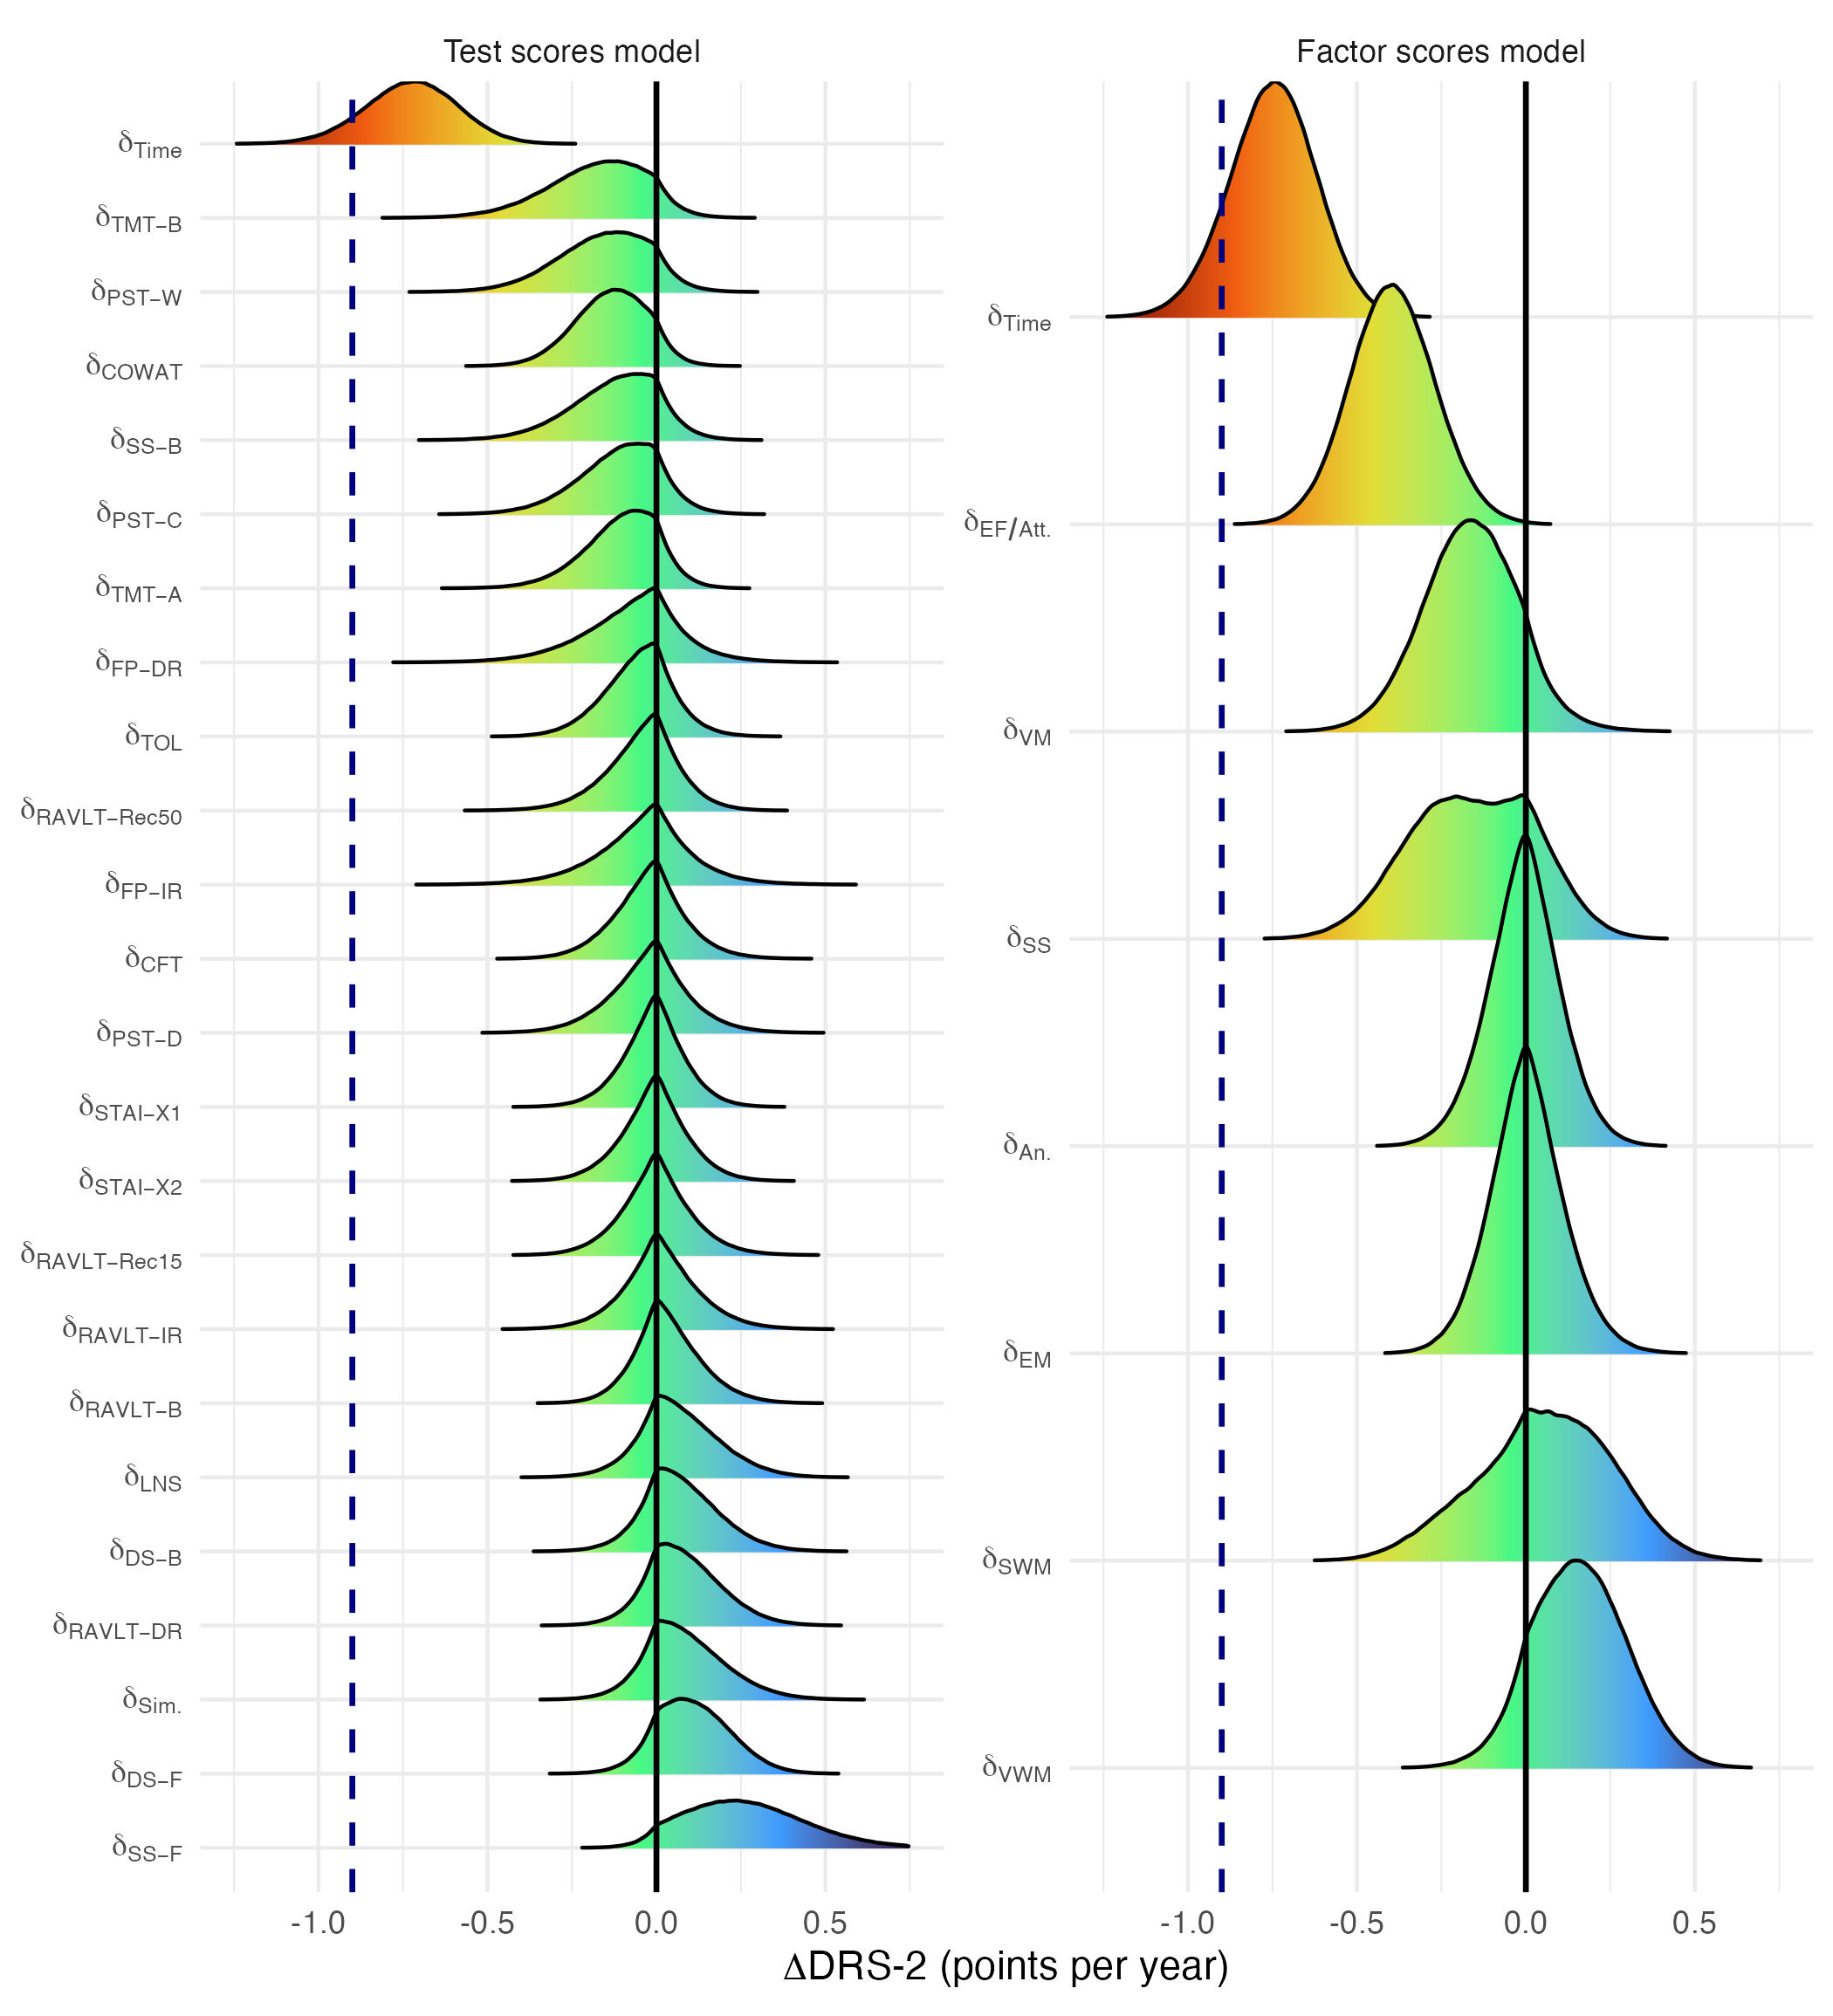 Test scores model
δTime
δTMT−B
δPST−W
δCOWAT
δSS−B
δPST−C
δTMT−A
δFP−DR
δTOL
δRAVLT−Rec50
δFP−IR
δCFT
δPST−D
δSTAI−X1
δSTAI−X2
δRAVLT−Rec15
δRAVLT−IR
δRAVLT−B
δLNS
δDS−B
δRAVLT−DR
δSim.
δDS−F
δSS−F
-1.0 -0.5 0.0 0.5
Factor scores model
δTime
δEF/Att.
δVM
δSS
δAn.
δEM
δSWM
δVWM
-1.0 -0.5 0.0 0.5
ΔDRS-2 (points per year)